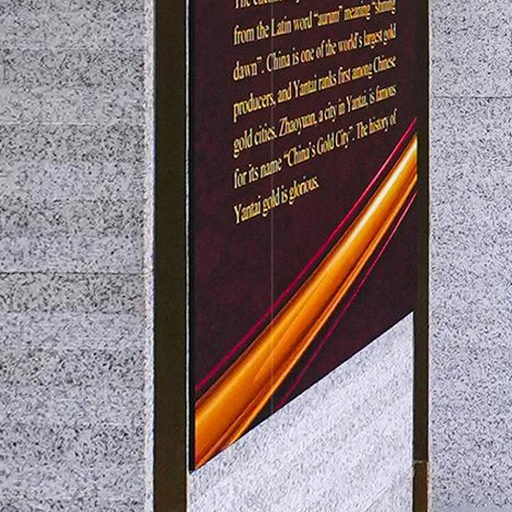 from the Latin word "aurum" meaning "shining
dawn". China is one of the world's largest gold
producers, and Yantai ranks first among Chinese
gold cities. Zhaoyuan, a city in Yantai, is famous
for its name "China's Gold City". The history of
Yantai gold is glorious.